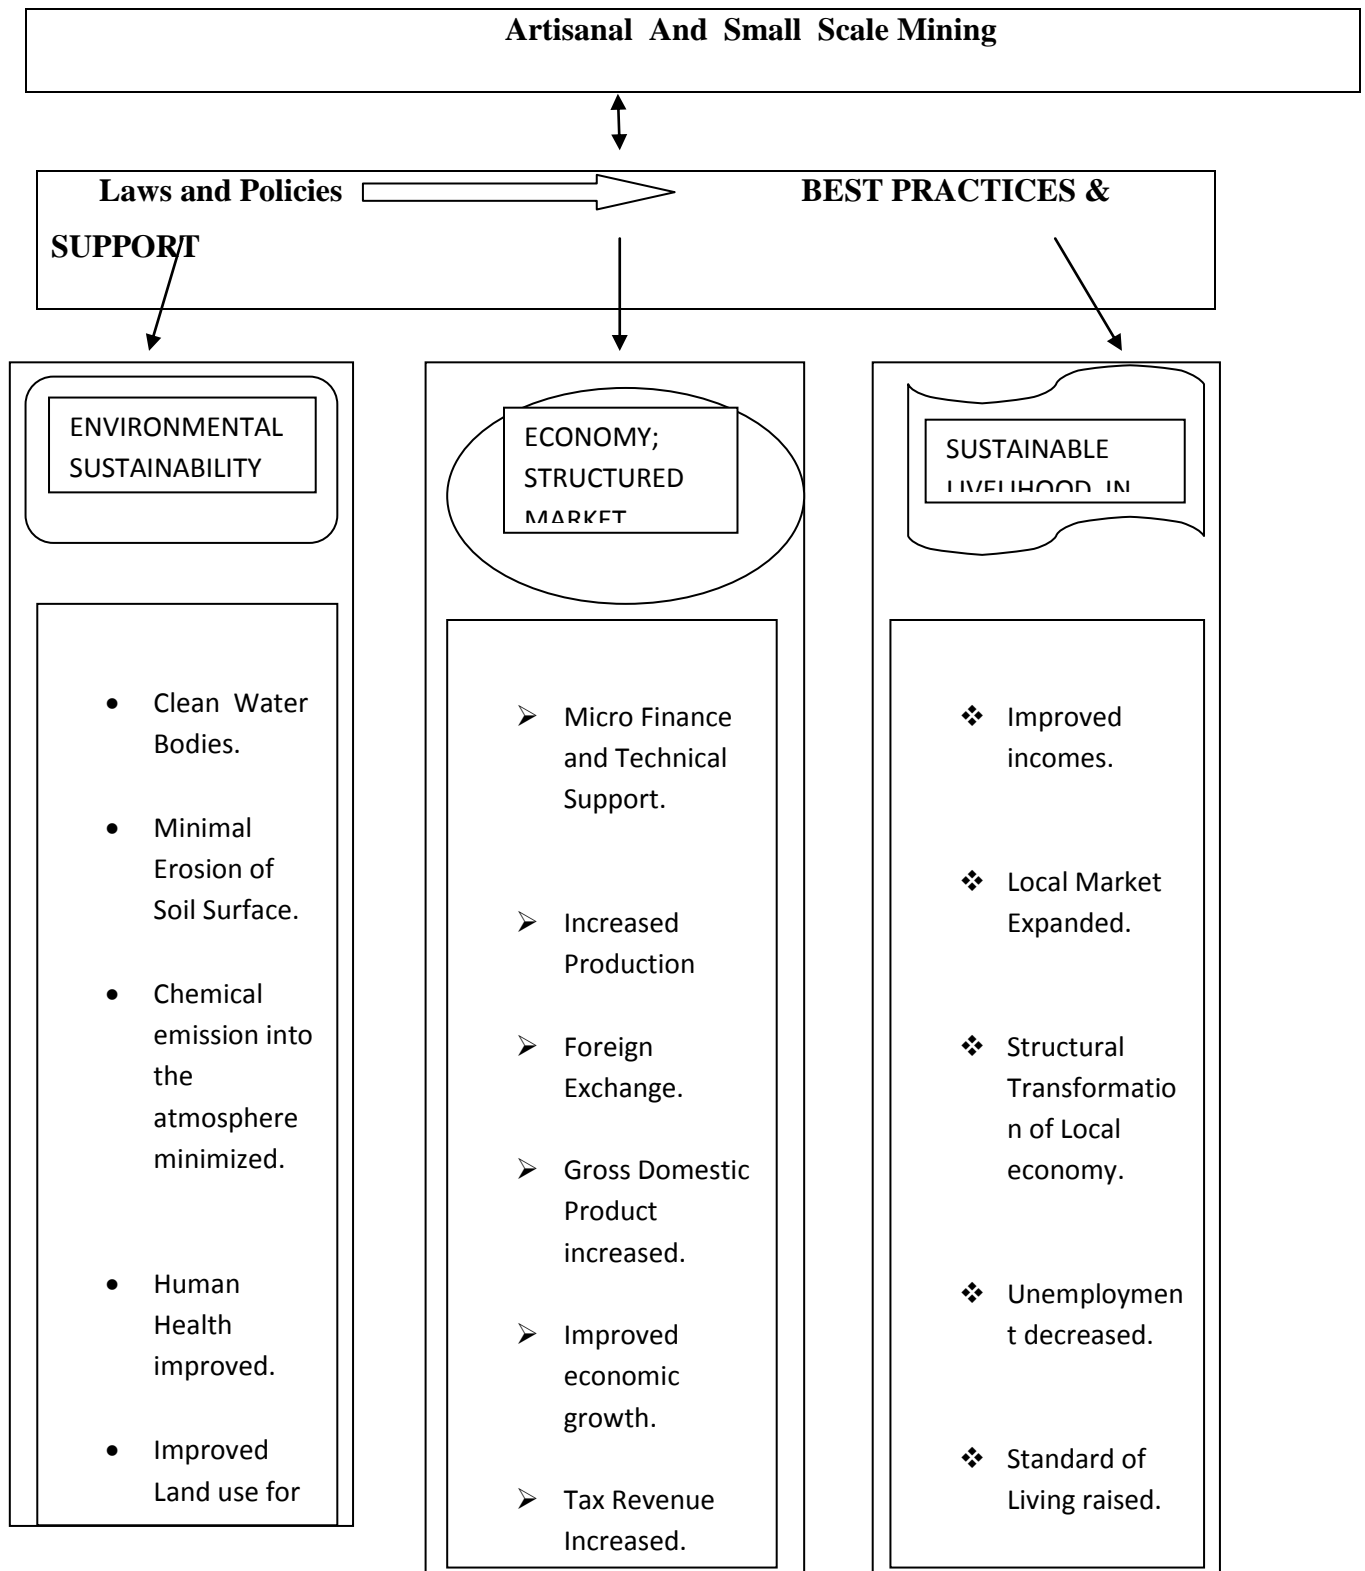 Artisanal And Small Scale Mining
Laws and Policies BEST PRACTICES &
SUPPORT
ENVIRONMENTAL
SUSTAINABILITY
• Clean Water
Bodies.
• Minimal
Erosion of
Soil Surface.
• Chemical
emission into
the
atmosphere
minimized.
• Human
Health
improved.
• Improved
Land use for
ECONOMY;
STRUCTURED
MARKET
➢ Micro Finance
and Technical
Support.
➢ Increased
Production
➢ Foreign
Exchange.
➢ Gross Domestic
Product
increased.
➢ Improved
economic
growth.
➢ Tax Revenue
Increased.
SUSTAINABLE
LIVELIHOOD IN
❖ Improved
incomes.
❖ Local Market
Expanded.
❖ Structural
Transformatio
n of Local
economy.
❖ Unemploymen
t decreased.
❖ Standard of
Living raised.